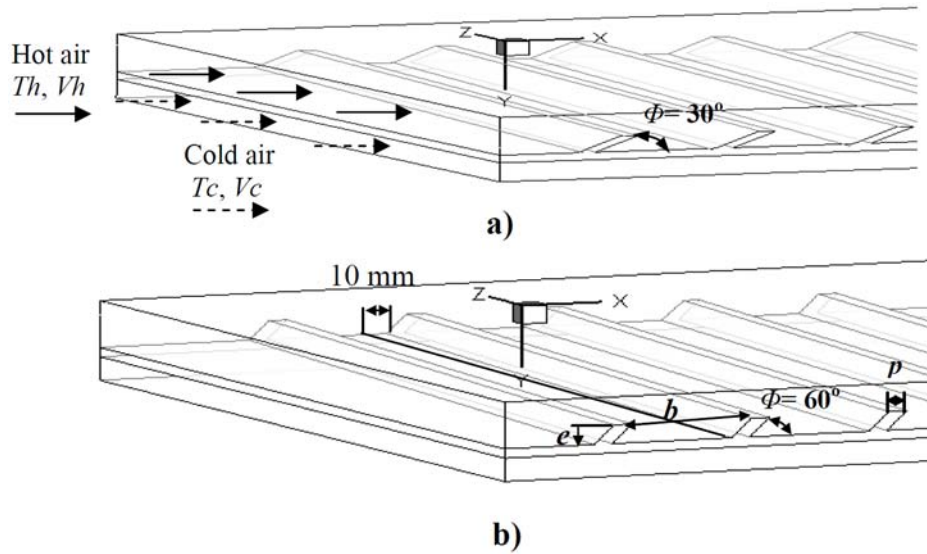 Z
X
Hot air
Th, Vh
Y
Φ= 30°
Cold air
Tc, Vc
a)
10 mm
Z
X
Y
p
b
Φ= 60°
e
b)